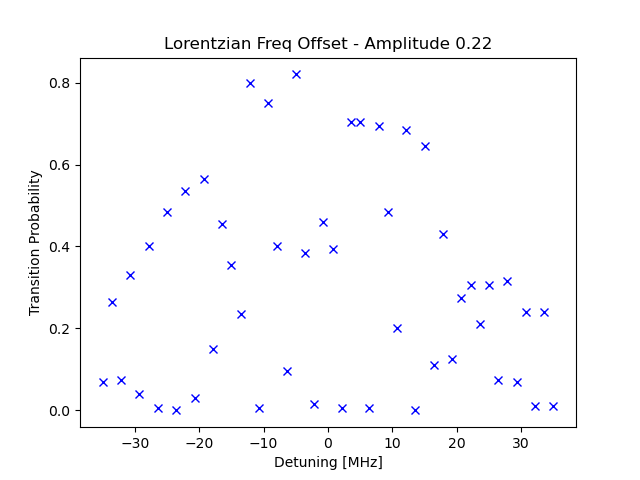 Lorentzian Freq Offset - Amplitude 0.22
0.8
0.6
0.4
0.2
0.0
Transition Probability
−30 −20 −10 0 10 20 30
Detuning [MHz]